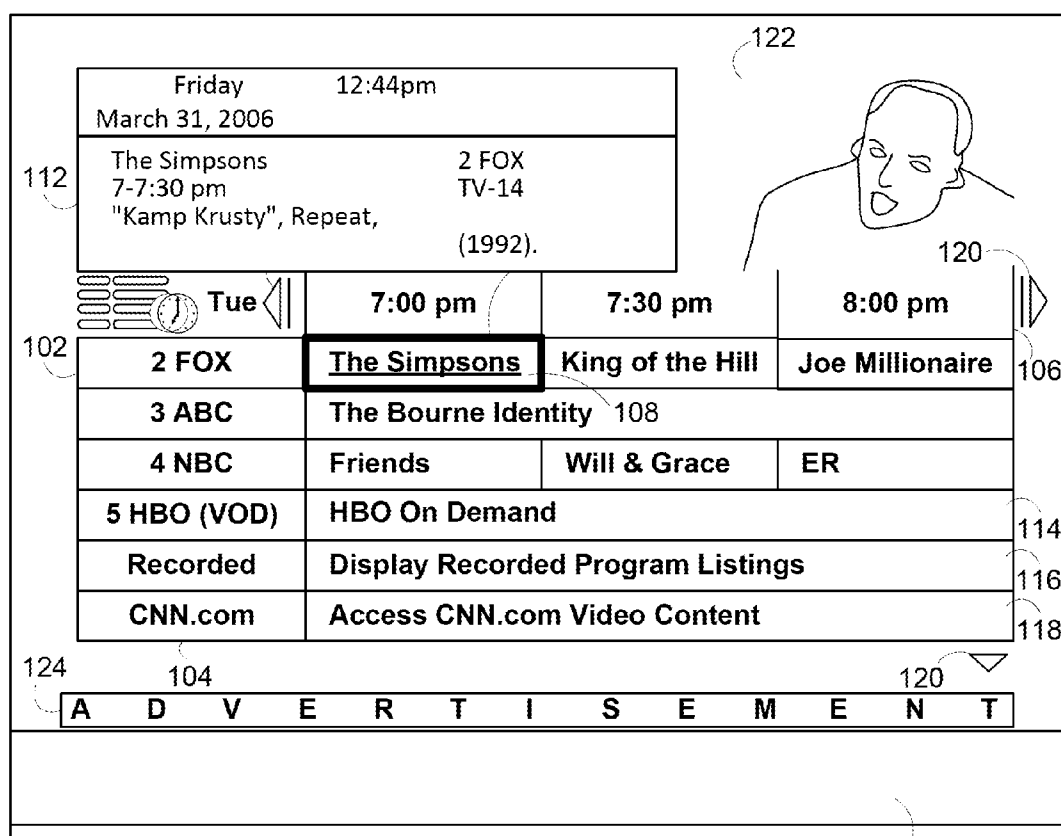 122
Friday 12:44pm
March 31, 2006
112
The Simpsons 2 FOX
7-7:30 pm TV-14
"Kamp Krusty", Repeat,
(1992).
120
Tue 7:00 pm 7:30 pm 8:00 pm
102
2 FOX The Simpsons King of the Hill Joe Millionaire
106
3 ABC The Bourne Identity 108
4 NBC Friends Will & Grace ER
5 HBO (VOD) HBO On Demand
114
Recorded Display Recorded Program Listings
116
CNN.com Access CNN.com Video Content
118
124 104 120
A D V E R T I S E M E N T